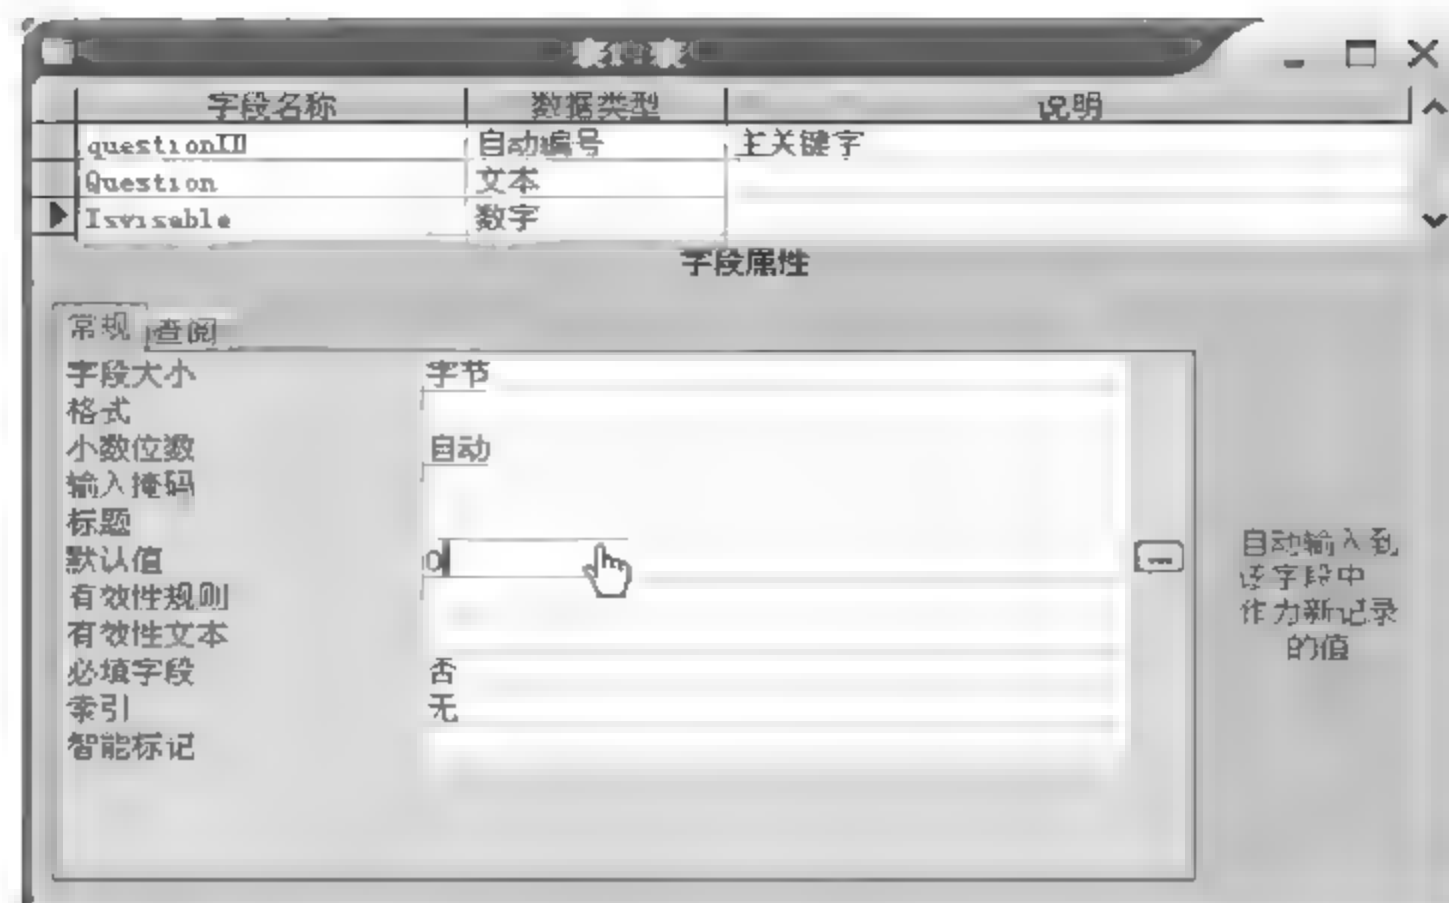 字段名称 数据类型 说明
questionID 自动编号 主关键字
Question 文本
Isvisable 数字
字段属性
常规 查阅
字段大小 字节
格式
小数位数 自动
输入掩码
标题
默认值 0
有效性规则
有效性文本
必填字段 否
索引 无
智能标记
自动输入到
该字段中
作为新记录
的值